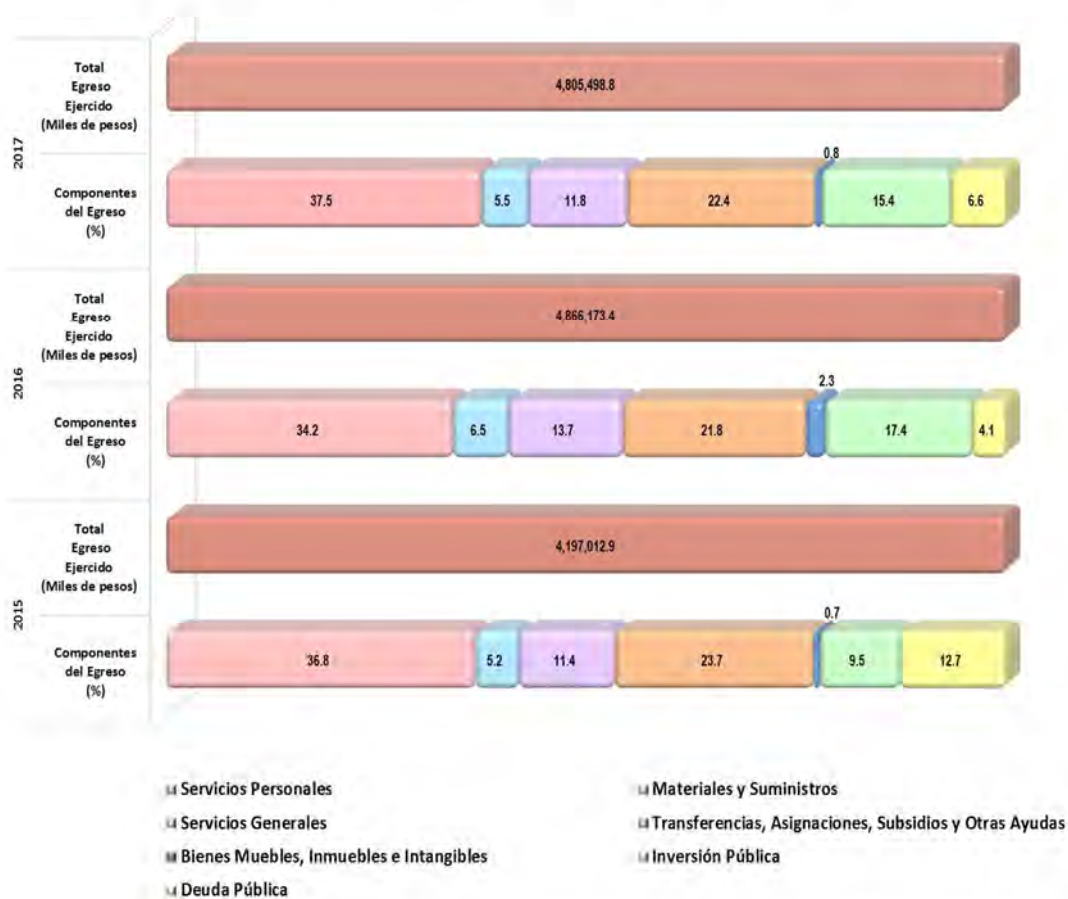 2017
Total
Egreso
Ejercido
(Miles de pesos)
4,805,498.8
Componentes
del Egreso
(%)
37.5
5.5
11.8
22.4
0.8
15.4
6.6
2016
Total
Egreso
Ejercido
(Miles de pesos)
4,866,173.4
Componentes
del Egreso
(%)
34.2
6.5
13.7
21.8
2.3
17.4
4.1
2015
Total
Egreso
Ejercido
(Miles de pesos)
4,197,012.9
Componentes
del Egreso
(%)
36.8
5.2
11.4
23.7
0.7
9.5
12.7
Servicios Personales
Materiales y Suministros
Servicios Generales
Transferencias, Asignaciones, Subsidios y Otras Ayudas
Bienes Muebles, Inmuebles e Intangibles
Inversión Pública
Deuda Pública